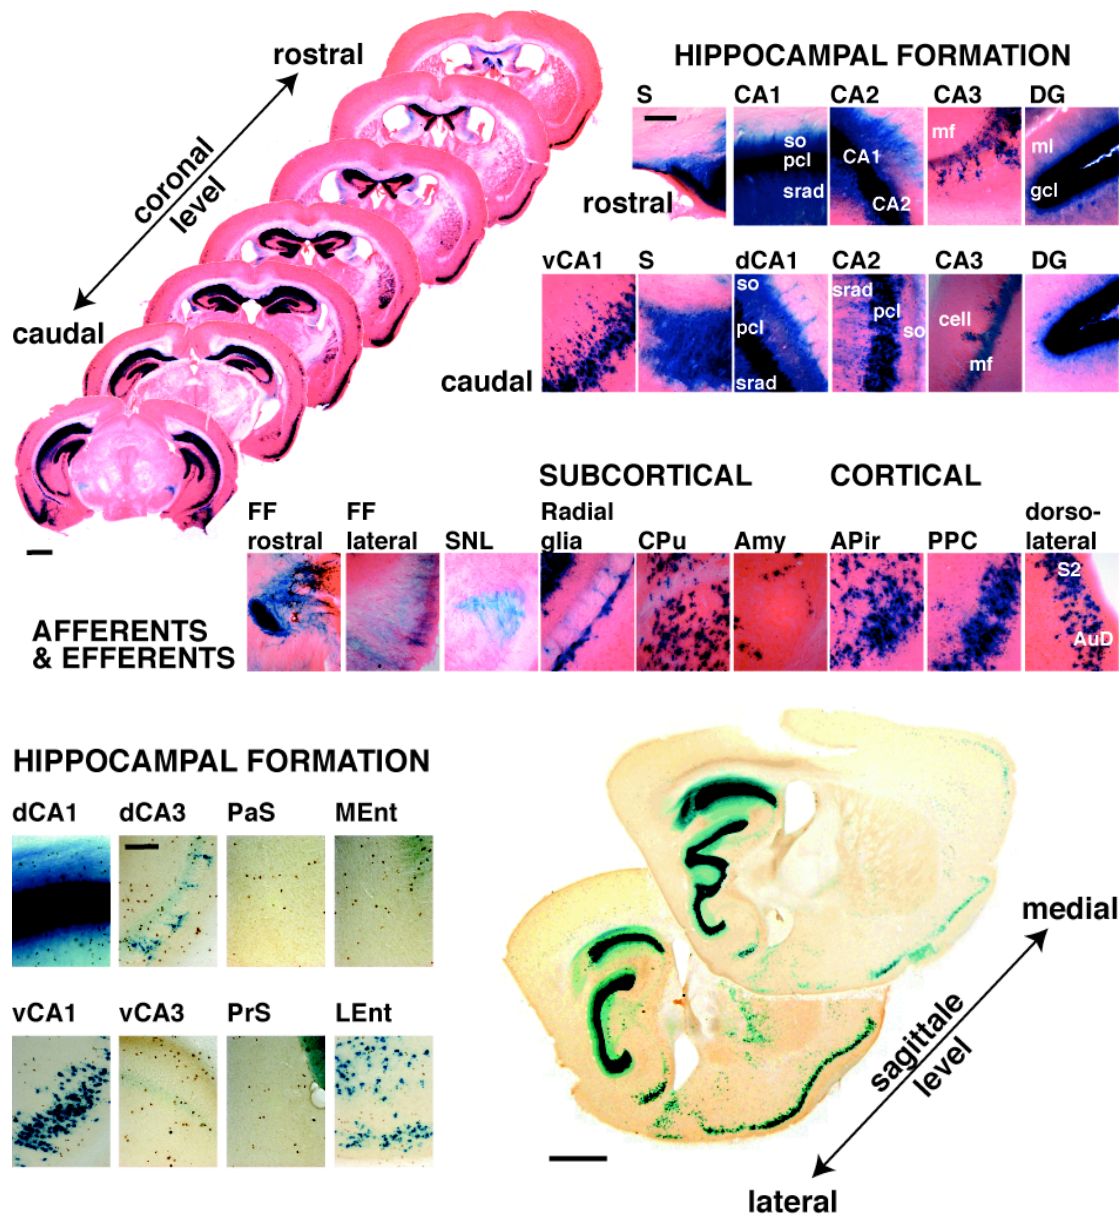 rostral
coronal
level
caudal
HIPPOCAMPAL FORMATION
S CA1 CA2 CA3 DG
so
pcl
srad
CA1
CA2
mf
ml
gcl
rostral
vCA1 S dCA1 CA2 CA3 DG
so
pcl
srad
srad
pcl
so
cell
mf
caudal
SUBCORTICAL CORTICAL
FF
rostral
FF
lateral
SNL
Radial
glia
CPu
Amy
APir
PPC
dorso-
lateral
S2
AuD
AFFERENTS
& EFFERENTS
HIPPOCAMPAL FORMATION
dCA1 dCA3 PaS MEnt
vCA1 vCA3 PrS LEnt
medial
sagittale
level
lateral